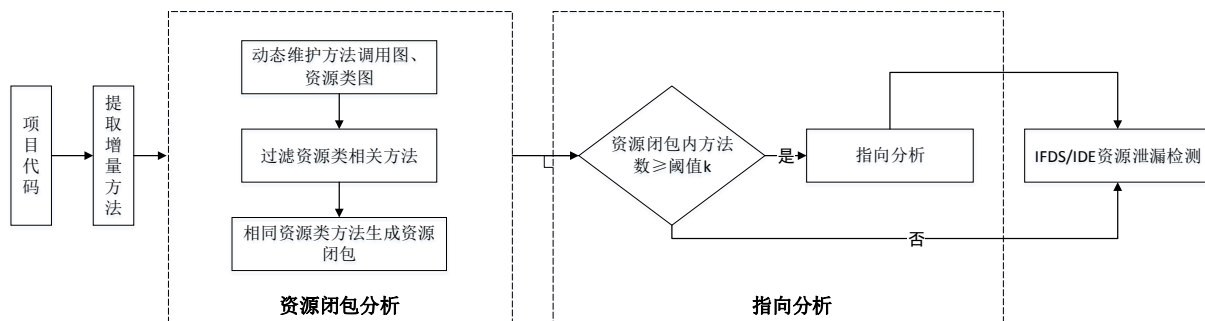 项
目
代
码
提
取
增
量
方
法
动态维护方法调用图、
资源类图
过滤资源类相关方法
相同资源类方法生成资源
闭包
资源闭包分析
资源闭包内方法
数≥阈值k
是
指向分析
否
指向分析
IFDS/IDE资源泄漏检测